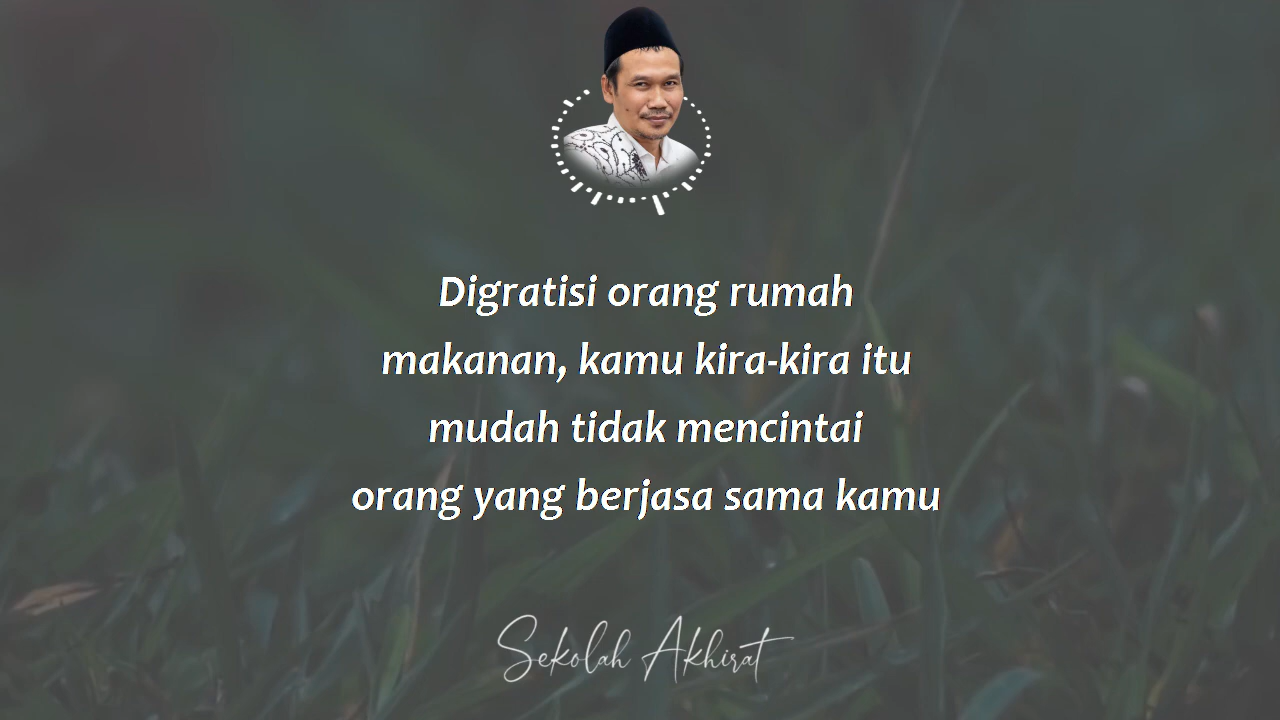 Digratisi orang rumah
makanan, kamu kira-kira itu
mudah tidak mencintai
orang yang berjasa sama kamu
Sekolah Akhirat